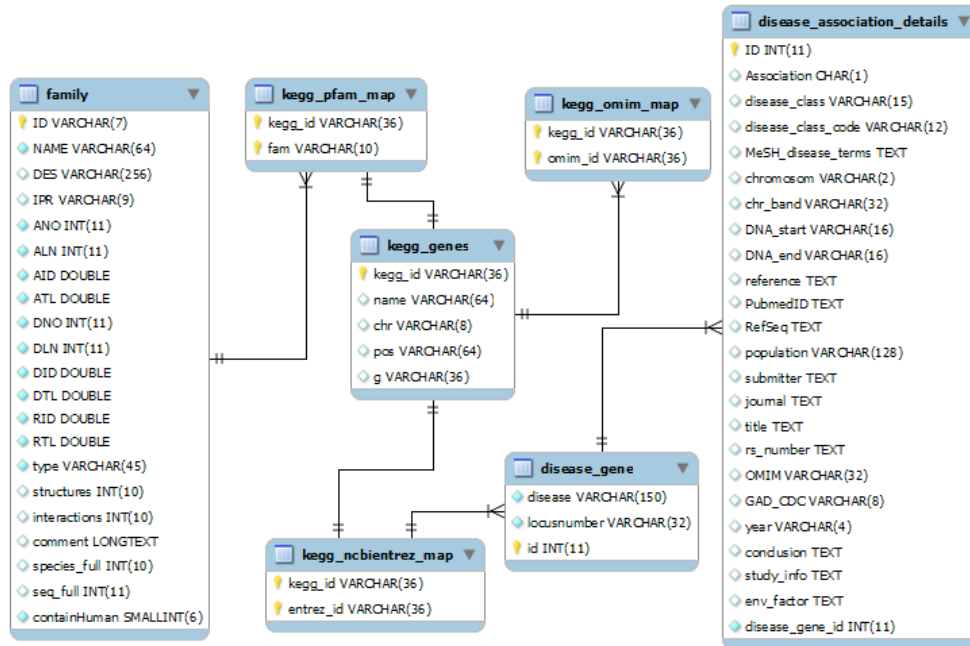 family
ID VARCHAR(7)
NAME VARCHAR(64)
DES VARCHAR(256)
IPR VARCHAR(9)
ANO INT(11)
ALN INT(11)
AID DOUBLE
ATL DOUBLE
DNO INT(11)
DLN INT(11)
DID DOUBLE
DTL DOUBLE
RID DOUBLE
RTL DOUBLE
type VARCHAR(45)
structures INT(10)
interactions INT(10)
comment LONGTEXT
species_full INT(10)
seq_full INT(11)
containHuman SMALLINT(6)
kegg_pfam_map
kegg_id VARCHAR(36)
fam VARCHAR(10)
kegg_genes
kegg_id VARCHAR(36)
name VARCHAR(64)
chr VARCHAR(8)
pos VARCHAR(64)
g VARCHAR(36)
kegg_ncbientrez_map
kegg_id VARCHAR(36)
entrez_id VARCHAR(36)
kegg_omim_map
kegg_id VARCHAR(36)
omim_id VARCHAR(36)
disease_gene
disease VARCHAR(150)
locusnumber VARCHAR(32)
id INT(11)
disease_association_details
ID INT(11)
Association CHAR(1)
disease_class VARCHAR(15)
disease_class_code VARCHAR(12)
MeSH_disease_terms TEXT
chromosom VARCHAR(2)
chr_band VARCHAR(32)
DNA_start VARCHAR(16)
DNA_end VARCHAR(16)
reference TEXT
PubmedID TEXT
RefSeq TEXT
population VARCHAR(128)
submitter TEXT
journal TEXT
title TEXT
rs_number TEXT
OMIM VARCHAR(32)
GAD_CDC VARCHAR(8)
year VARCHAR(4)
conclusion TEXT
study_info TEXT
env_factor TEXT
disease_gene_id INT(11)